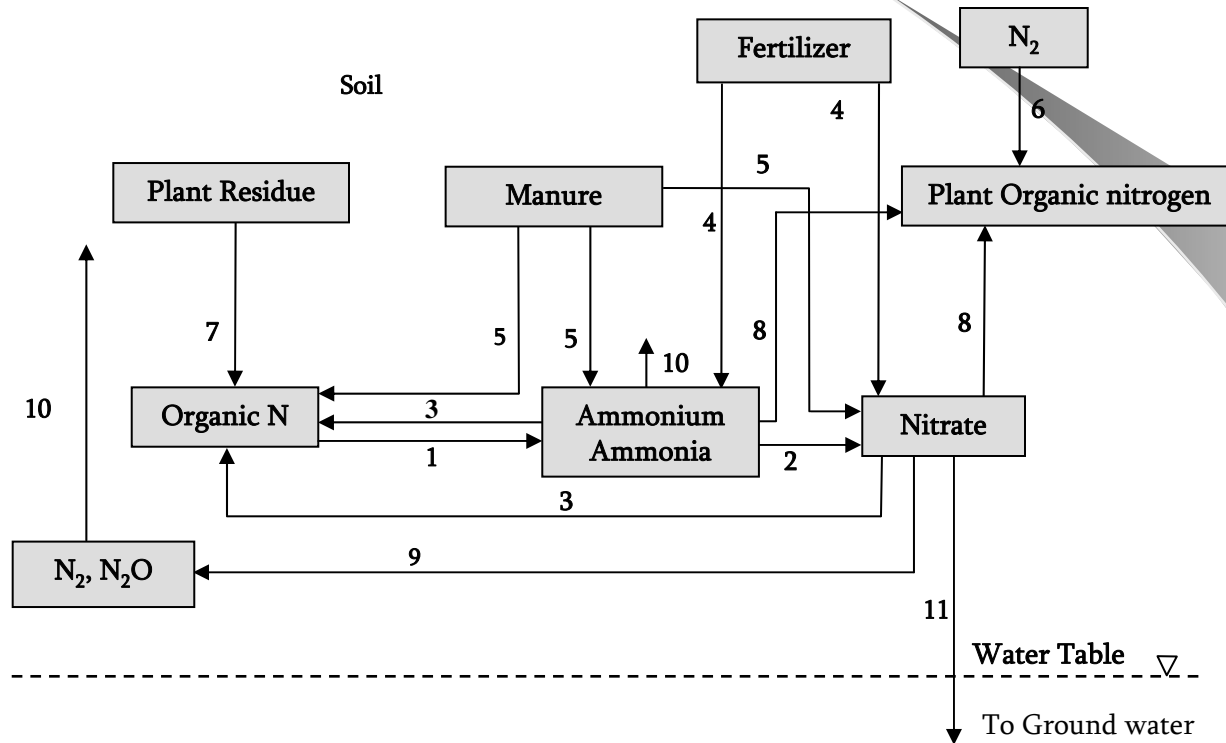 Fertilizer
N₂
Soil
4
6
5
Plant Residue
Manure
Plant Organic nitrogen
4
7
5
5
8
8
10
10
Organic N
3
Ammonium
Ammonia
Nitrate
1
2
3
9
N₂, N₂O
11
Water Table
To Ground water